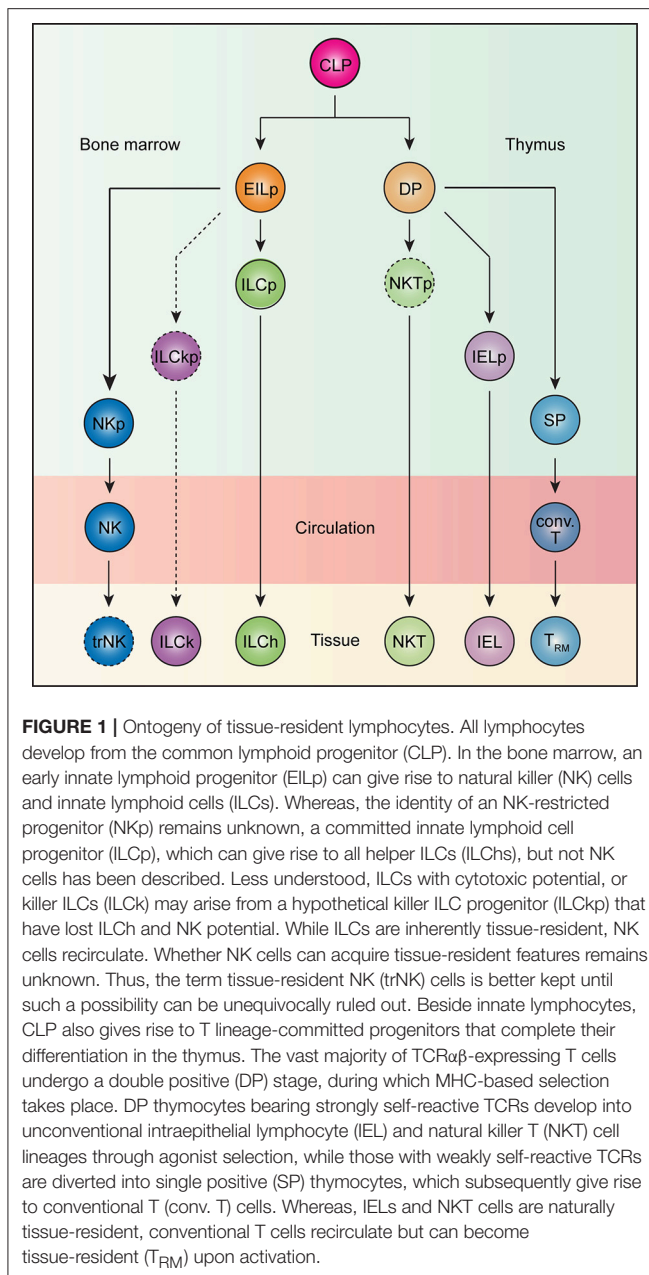 CLP
Bone marrow
Thymus
EILp
DP
ILCp
NKTp
ILCkp
IELp
NKp
SP
NK
Circulation
conv.
T
trNK
ILCk
ILCh
Tissue
NKT
IEL
TRM
FIGURE 1 | Ontogeny of tissue-resident lymphocytes. All lymphocytes
develop from the common lymphoid progenitor (CLP). In the bone marrow, an
early innate lymphoid progenitor (EILp) can give rise to natural killer (NK) cells
and innate lymphoid cells (ILCs). Whereas, the identity of an NK-restricted
progenitor (NKp) remains unknown, a committed innate lymphoid cell
progenitor (ILCp), which can give rise to all helper ILCs (ILChs), but not NK
cells has been described. Less understood, ILCs with cytotoxic potential, or
killer ILCs (ILCk) may arise from a hypothetical killer ILC progenitor (ILCkp) that
have lost ILCh and NK potential. While ILCs are inherently tissue-resident, NK
cells recirculate. Whether NK cells can acquire tissue-resident features remains
unknown. Thus, the term tissue-resident NK (trNK) cells is better kept until
such a possibility can be unequivocally ruled out. Beside innate lymphocytes,
CLP also gives rise to T lineage-committed progenitors that complete their
differentiation in the thymus. The vast majority of TCRαβ-expressing T cells
undergo a double positive (DP) stage, during which MHC-based selection
takes place. DP thymocytes bearing strongly self-reactive TCRs develop into
unconventional intraepithelial lymphocyte (IEL) and natural killer T (NKT) cell
lineages through agonist selection, while those with weakly self-reactive TCRs
are diverted into single positive (SP) thymocytes, which subsequently give rise
to conventional T (conv. T) cells. Whereas, IELs and NKT cells are naturally
tissue-resident, conventional T cells recirculate but can become
tissue-resident (TRM) upon activation.